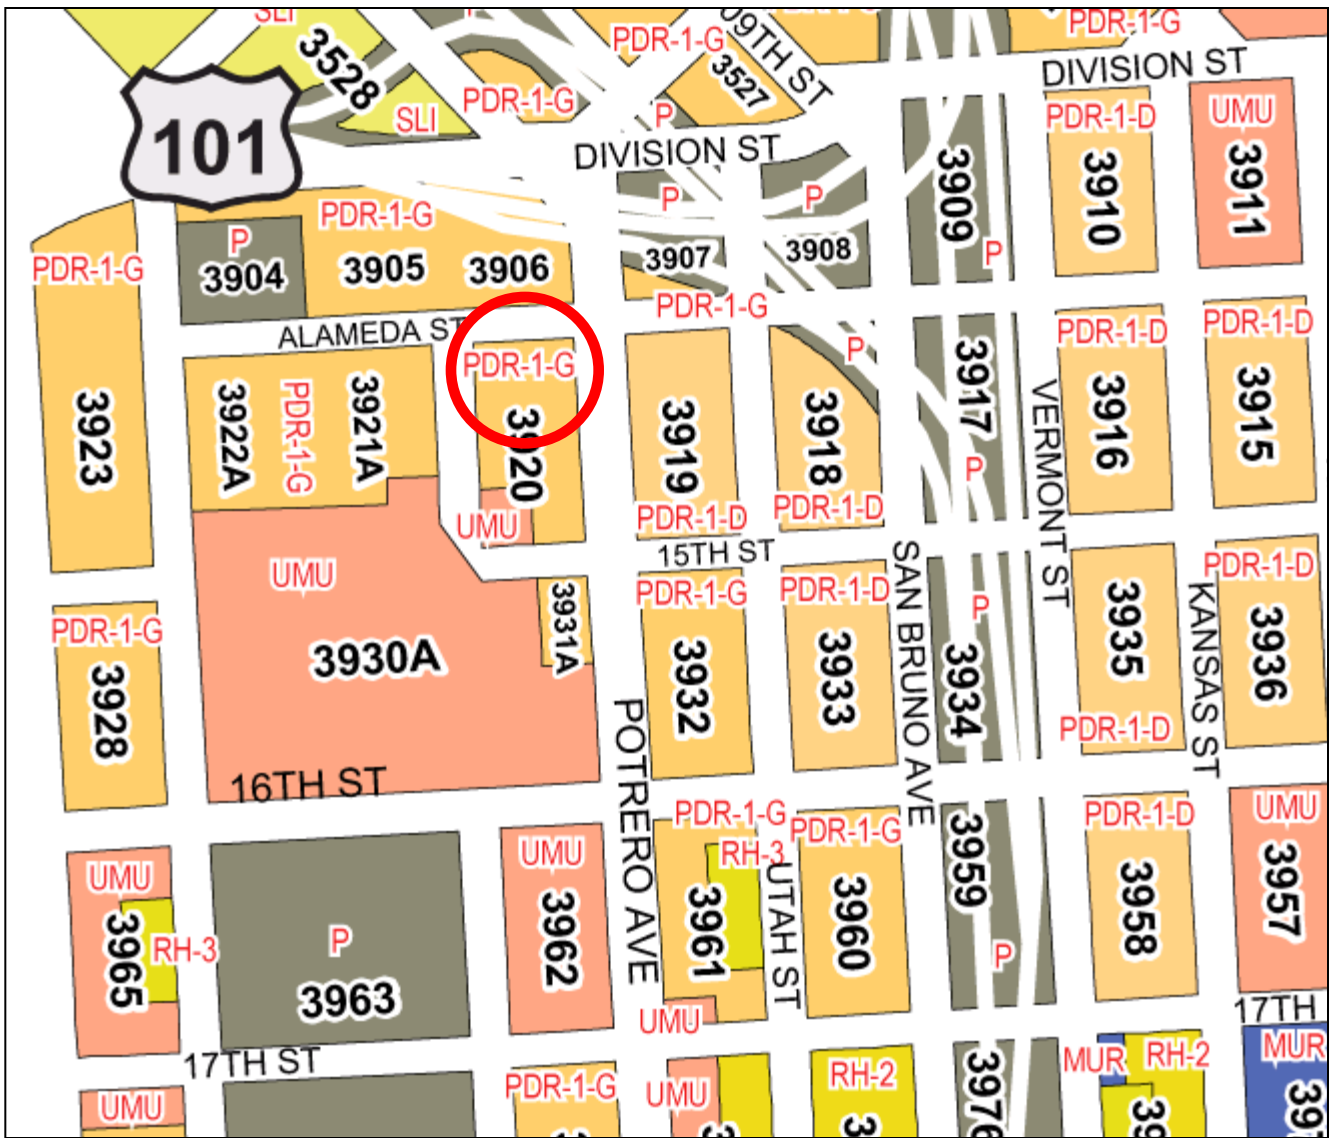 SLI
P
PDR-1-G
09TH ST
PDR-1-G
3528
3527
DIVISION ST
PDR-1-G
SLI
P
PDR-1-D
UMU
101
DIVISION ST
3909
3910
3911
PDR-1-G
P
P
P
P
3904
3905
3906
3907
3908
PDR-1-G
PDR-1-G
ALAMEDA ST
PDR-1-G
P
PDR-1-D
PDR-1-D
3923
3922A
PDR-1-G
3921A
3920
3919
3918
3917
VERMONT ST
3916
3915
P
UMU
PDR-1-D
PDR-1-D
15TH ST
UMU
3931A
PDR-1-G
PDR-1-D
SAN BRUNO AVE
P
PDR-1-D
PDR-1-G
3930A
3928
3932
3933
3934
3935
KANSAS ST
3936
PDR-1-D
16TH ST
POTRERO AVE
PDR-1-G
PDR-1-G
PDR-1-D
UMU
UMU
UMU
RH-3
3965
RH-3
P
3963
3962
3961
UTAH ST
3960
3959
P
3958
3957
UMU
17TH
17TH ST
PDR-1-G
UMU
RH-2
3976
MUR
RH-2
MUR
UMU